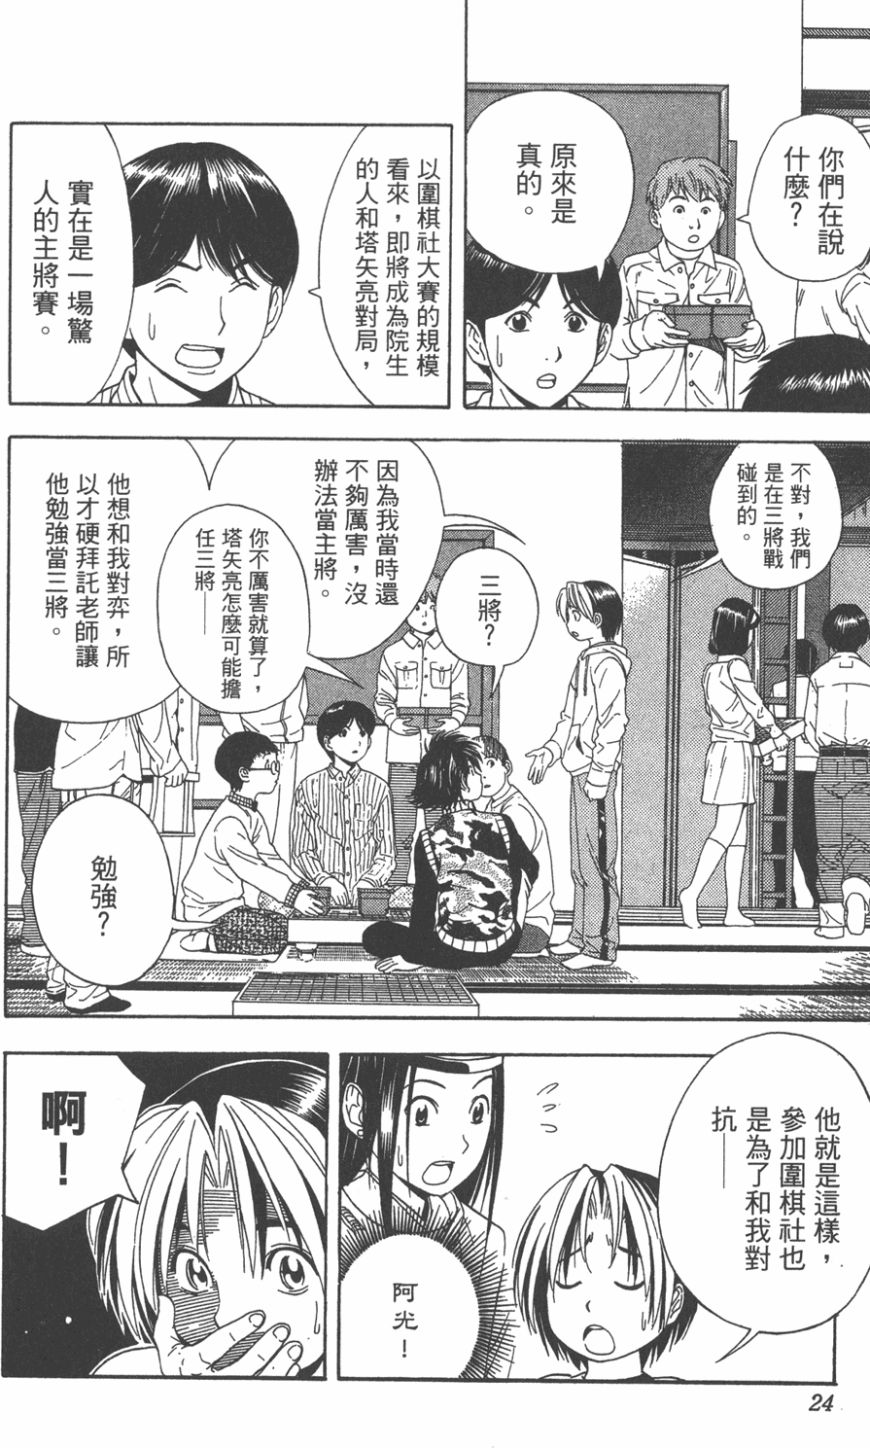 你們在說
什麼？
原來是
真的。
以圍棋社大賽的規模
看來，即將成為院生
的人和塔矢亮對局，
實在是一場驚
人的主將賽。
不對，我們
是在三將戰
碰到的。
三將？
因為我當時還
不夠厲害，沒
辦法當主將。
你不厲害就算了，
塔矢亮怎麼可能擔
任三將——
他想和我對弈，所
以才硬拜託老師讓
他勉強當三將。
勉強？
他就是這樣，
參加圍棋社也
是為了和我對
抗——
阿光！
啊！
24